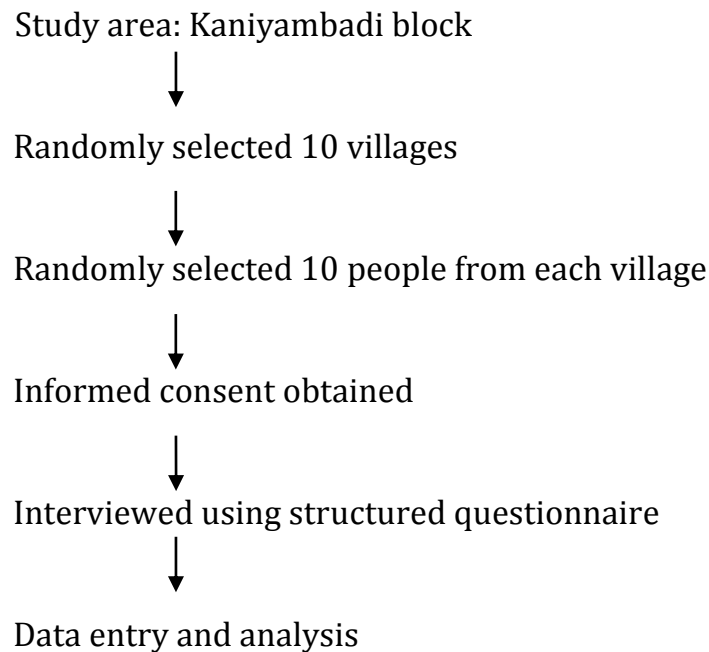 Study area: Kaniyambadi block
Randomly selected 10 villages
Randomly selected 10 people from each village
Informed consent obtained
Interviewed using structured questionnaire
Data entry and analysis